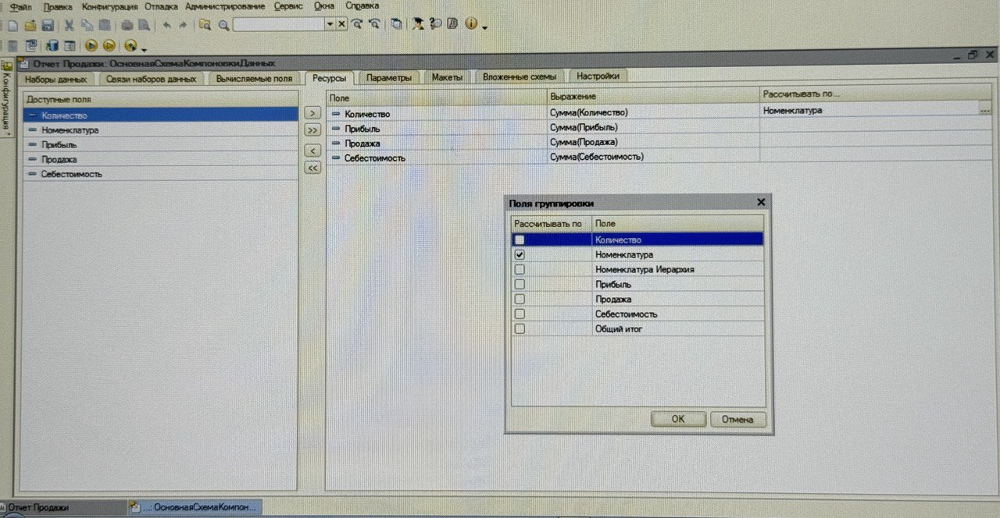 Файл Правка Конфигурация Отладка Администрирование Сервис Окна Справка
Отчет Продажи: ОсновнаяСхемаКомпоновкиДанных
Конфигурация
Наборы данных Связи наборов данных Вычисляемые поля Ресурсы Параметры Макеты Вложенные схемы Настройки
Доступные поля
Количество
Номенклатура
Прибыль
Продажа
Себестоимость
>
>>
<
<<
Поле Выражение Рассчитывать по...
Количество Сумма(Количество) Номенклатура ...
Прибыль Сумма(Прибыль)
Продажа Сумма(Продажа)
Себестоимость Сумма(Себестоимость)
Поля группировки
Рассчитывать по Поле
Количество
Номенклатура
Номенклатура Иерархия
Прибыль
Продажа
Себестоимость
Общий итог
ОК Отмена
Отчет Продажи ...: ОсновнаяСхемаКомпон...